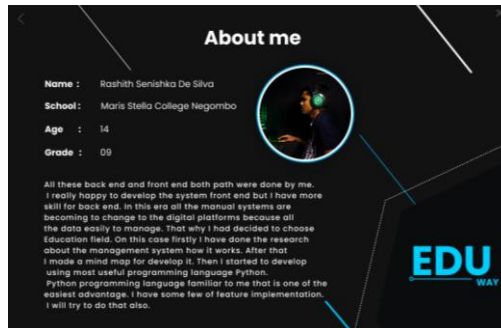 About me
Name : Rashith Senishka De Silva
School : Maris Stella College Negombo
Age : 14
Grade : 09
All these back end and front end both path were done by me.
I really happy to develop the system front end but I have more
skill for back end. In this era all the manual systems are
becoming to change to the digital platforms because all
the data easily to manage. That why I had decided to choose
Education field. On this case firstly I have done the research
about the management system how it works. After that
I made a mind map for develop it. Then I started to develop
using most useful programming language Python.
Python programming language familiar to me that is one of the
easiest advantage. I have some few of feature implementation.
I will try to do that also.
EDU
WAY